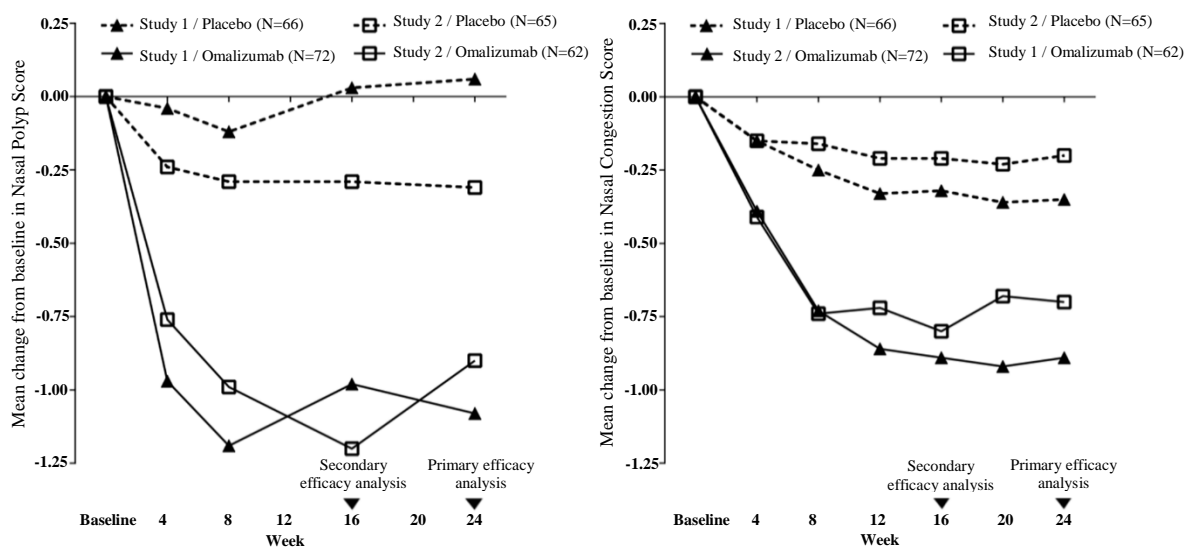 Study 1 / Placebo (N=66)
Study 2 / Placebo (N=65)
Study 1 / Omalizumab (N=72)
Study 2 / Omalizumab (N=62)
Mean change from baseline in Nasal Polyp Score
0.25
0.00
-0.25
-0.50
-0.75
-1.00
-1.25
Secondary
efficacy analysis
Primary efficacy
analysis
Baseline 4 8 12 16 20 24
Week
Study 1 / Placebo (N=66)
Study 2 / Placebo (N=65)
Study 2 / Omalizumab (N=72)
Study 1 / Omalizumab (N=62)
Mean change from baseline in Nasal Congestion Score
0.25
0.00
-0.25
-0.50
-0.75
-1.00
-1.25
Secondary
efficacy analysis
Primary efficacy
analysis
Baseline 4 8 12 16 20 24
Week